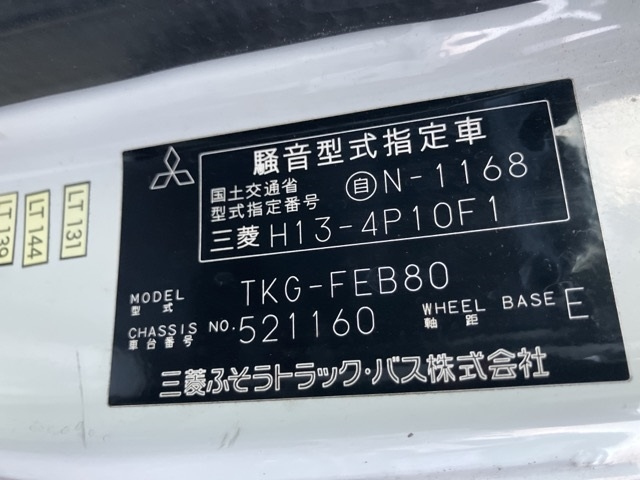 騒音型式指定車
国土交通省
型式指定番号 自N-1168
三菱 H13-4P10F1
MODEL
型式 TKG-FEB80
CHASSIS NO. 521160 WHEEL BASE E
車台番号 軸距
三菱ふそうトラック・バス株式会社
LT 131
LT 144
LT 139